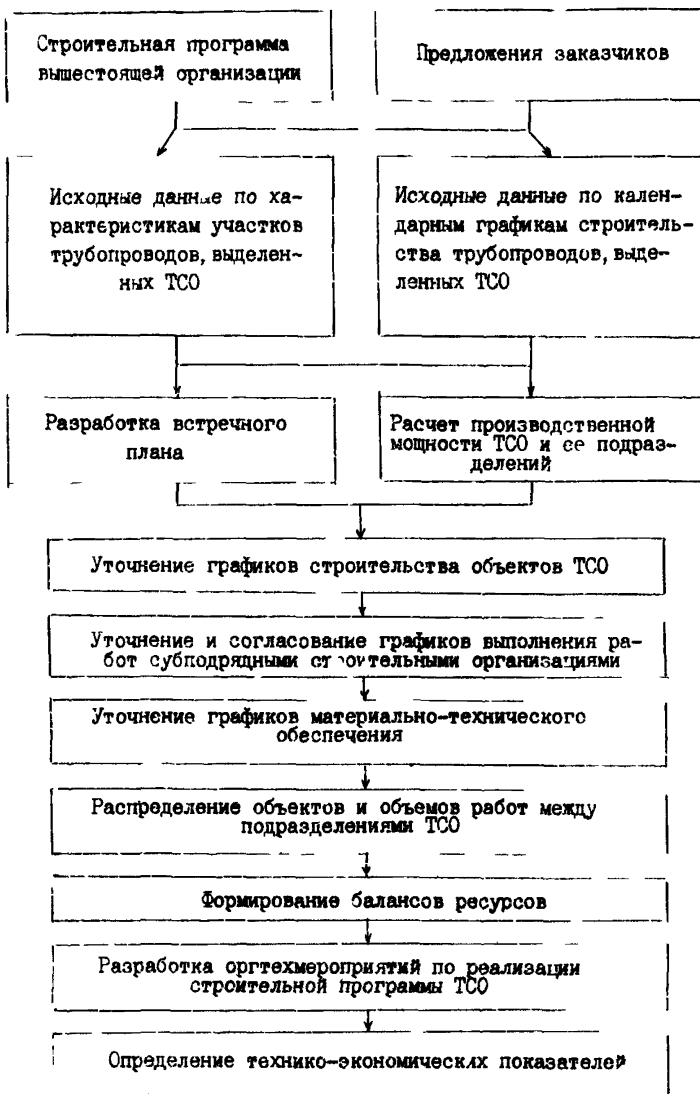 Строительная программа
вышестоящей организации
Предложения заказчиков
Исходные данные по ха-
рактеристикам участков
трубопроводов, выделен-
ных ТСО
Исходные данные по кален-
дарным графикам строитель-
ства трубопроводов, выде-
ленных ТСО
Разработка встречного
плана
Расчет производственной
мощности ТСО и ее подраз-
делений
Уточнение графиков строительства объектов ТСО
Уточнение и согласование графиков выполнения ра-
бот субподрядными строительными организациями
Уточнение графиков материально-технического
обеспечения
Распределение объектов и объемов работ между
подразделениями ТСО
Формирование балансов ресурсов
Разработка оргтехмероприятий по реализации
строительной программы ТСО
Определение технико-экономических показателей